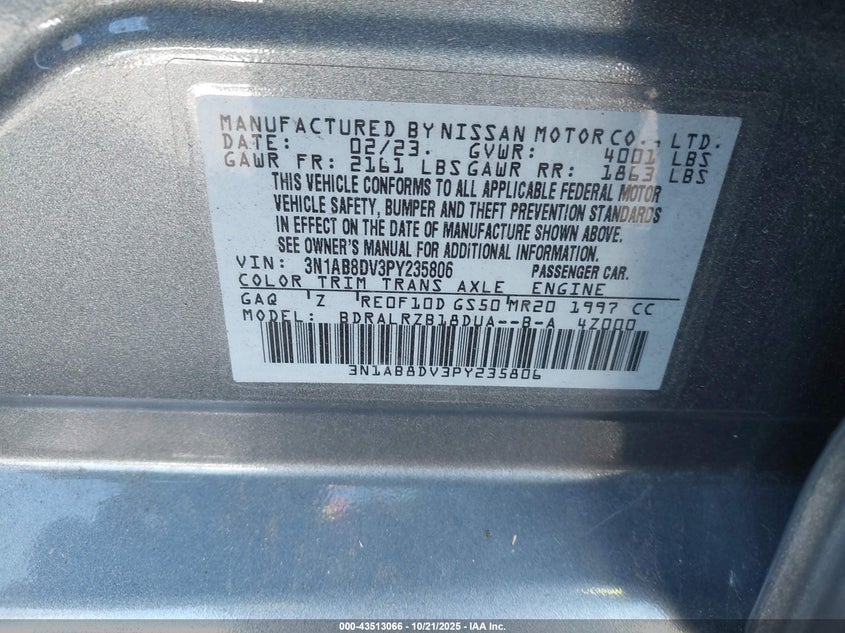 MANUFACTURED BY NISSAN MOTOR CO., LTD.
DATE: 02/23. GVWR: 4001 LBS
GAWR FR: 2161 LBS GAWR RR: 1863 LBS
THIS VEHICLE CONFORMS TO ALL APPLICABLE FEDERAL MOTOR
VEHICLE SAFETY, BUMPER AND THEFT PREVENTION STANDARDS
IN EFFECT ON THE DATE OF MANUFACTURE SHOWN ABOVE.
SEE OWNER'S MANUAL FOR ADDITIONAL INFORMATION.
VIN: 3N1AB8DV3PY235806 PASSENGER CAR.
COLOR TRIM TRANS AXLE ENGINE
GAQ 'Z RE0F10D GS50 MR20 1997 CC
MODEL: BDRALRZB18DUA--B-A 4Z000
3N1AB8DV3PY235806
000-43513066 - 10/21/2025 - IAA Inc.